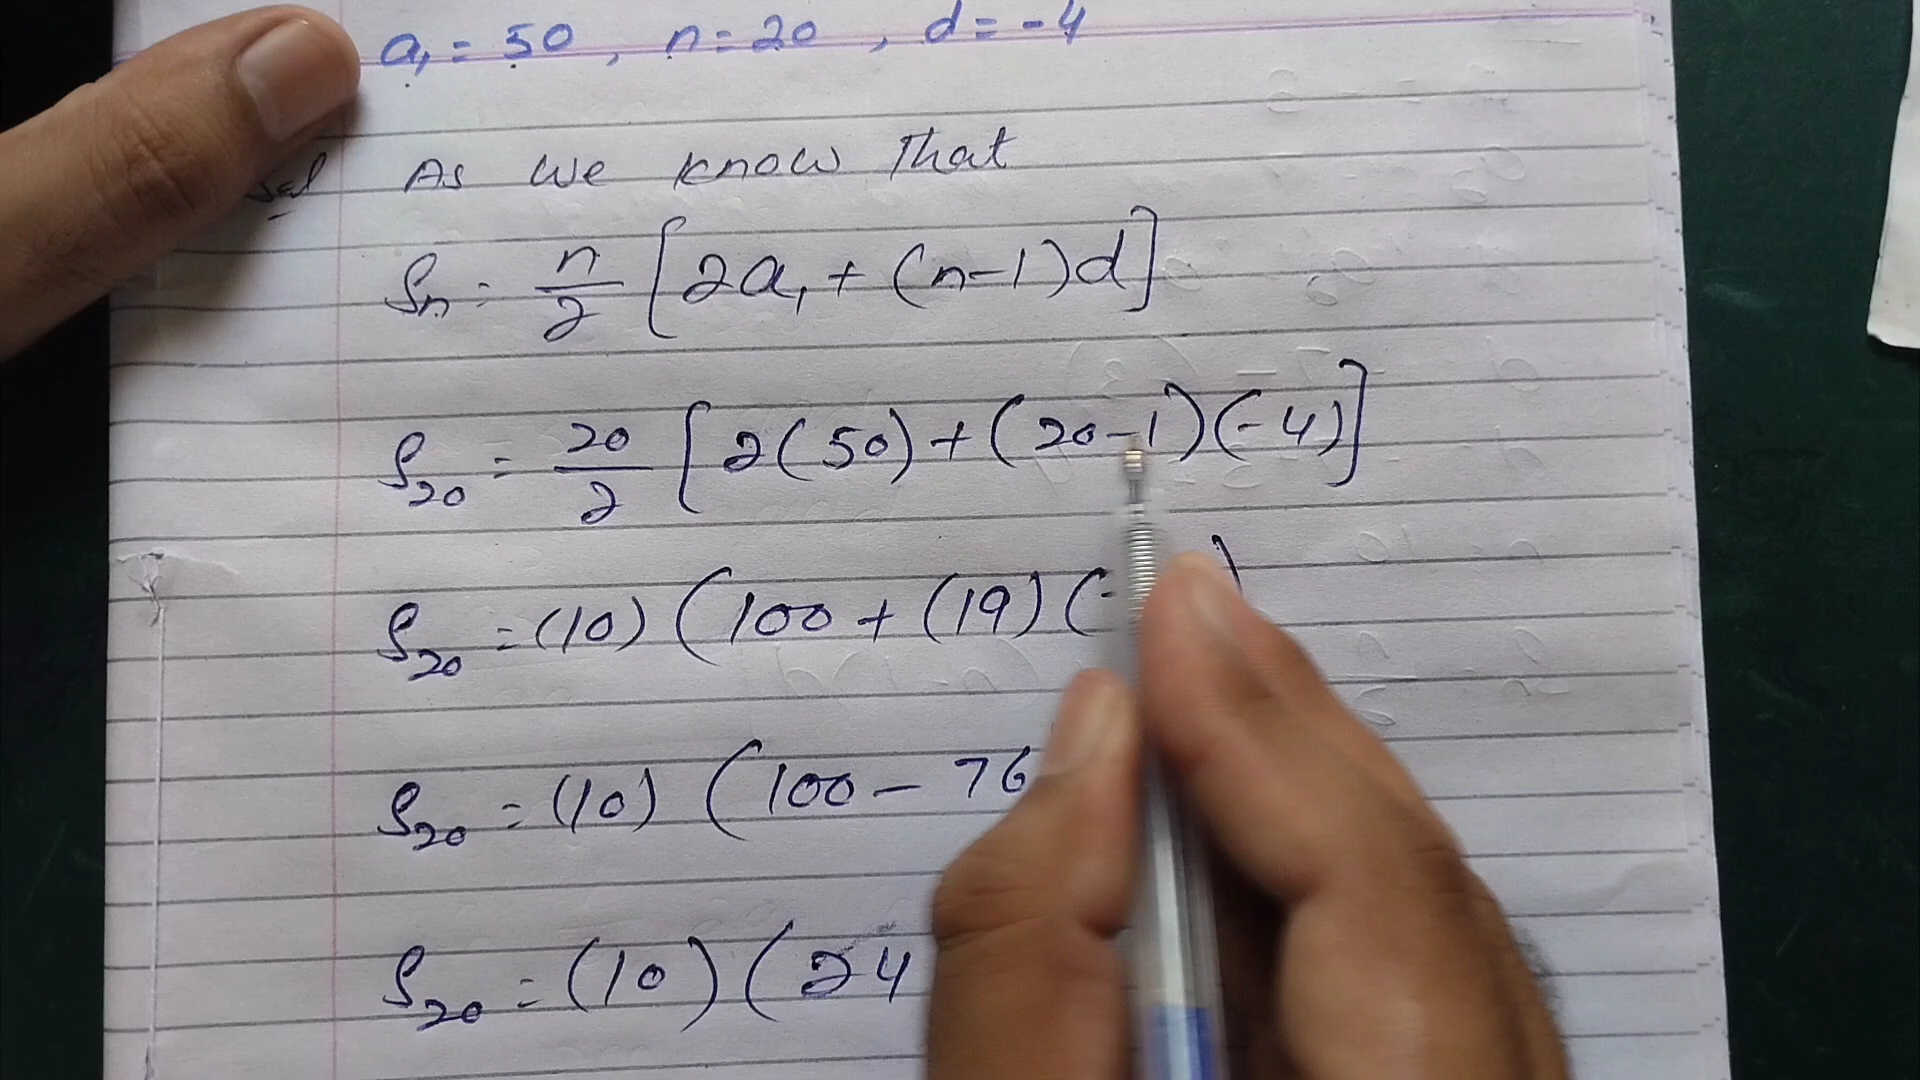 a₁ = 50, n = 20, d = -4
Sol As we know that
Sn = n/2 [2a₁ + (n-1)d]
S₂₀ = 20/2 [2(50) + (20-1)(-4)]
S₂₀ = (10) (100 + (19) (-
S₂₀ = (10) (100 - 76
S₂₀ = (10) (24